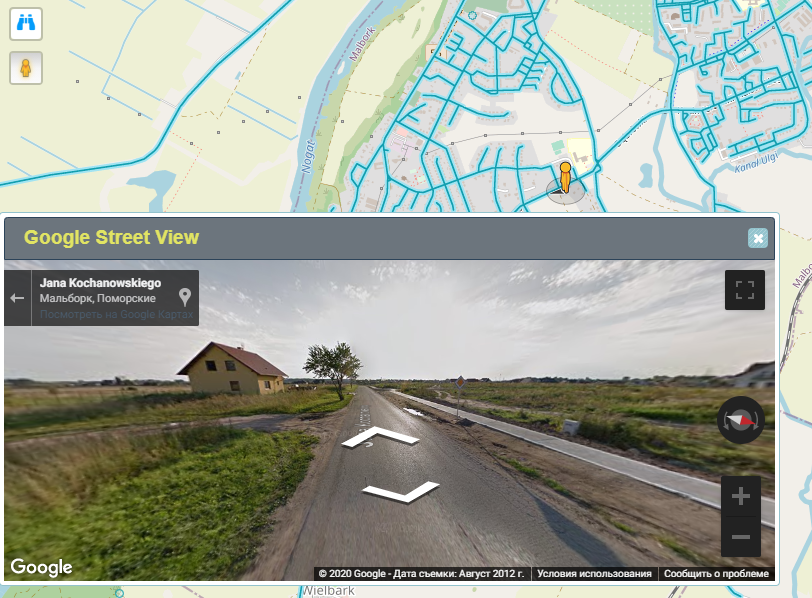 Malbork
Nogat
Kanal Ulgi
Google Street View
Jana Kochanowskiego
Мальборк, Поморские
Посмотреть на Google Картах
Google
© 2020 Google - Дата съемки: Август 2012 г.
Условия использования
Сообщить о проблеме
Wielbark